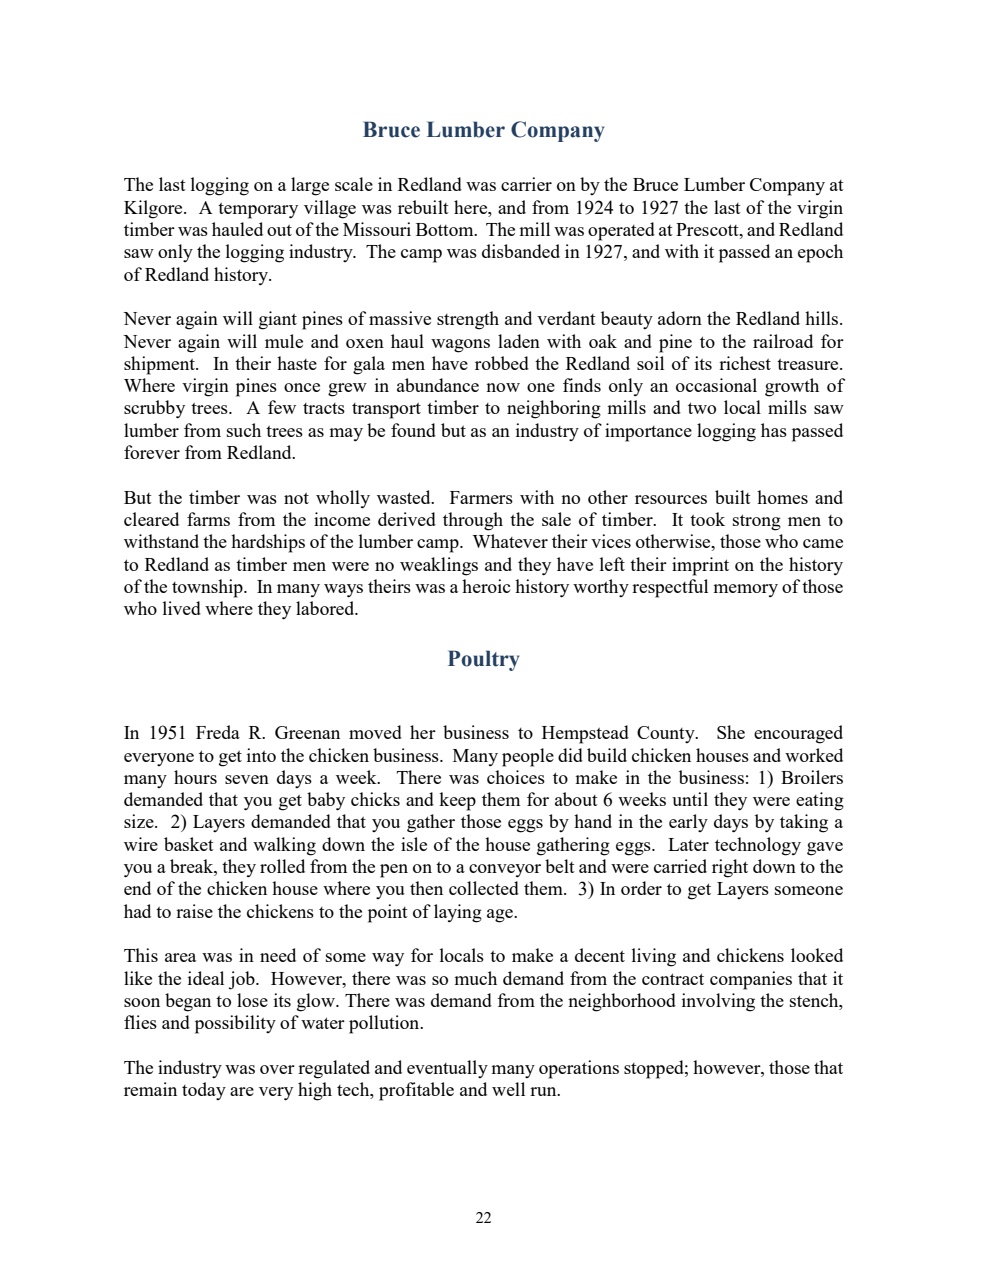 Bruce Lumber Company
The last logging on a large scale in Redland was carrier on by the Bruce Lumber Company at
Kilgore.  A temporary village was rebuilt here, and from 1924 to 1927 the last of the virgin
timber was hauled out of the Missouri Bottom.  The mill was operated at Prescott, and Redland
saw only the logging industry.  The camp was disbanded in 1927, and with it passed an epoch
of Redland history.
Never again will giant pines of massive strength and verdant beauty adorn the Redland hills.
Never again will mule and oxen haul wagons laden with oak and pine to the railroad for
shipment.  In their haste for gala men have robbed the Redland soil of its richest treasure.
Where virgin pines once grew in abundance now one finds only an occasional growth of
scrubby trees.  A few tracts transport timber to neighboring mills and two local mills saw
lumber from such trees as may be found but as an industry of importance logging has passed
forever from Redland.
But the timber was not wholly wasted.  Farmers with no other resources built homes and
cleared farms from the income derived through the sale of timber.  It took strong men to
withstand the hardships of the lumber camp.  Whatever their vices otherwise, those who came
to Redland as timber men were no weaklings and they have left their imprint on the history
of the township.  In many ways theirs was a heroic history worthy respectful memory of those
who lived where they labored.
Poultry
In 1951 Freda R. Greenan moved her business to Hempstead County.  She encouraged
everyone to get into the chicken business.  Many people did build chicken houses and worked
many hours seven days a week.  There was choices to make in the business: 1) Broilers
demanded that you get baby chicks and keep them for about 6 weeks until they were eating
size.  2) Layers demanded that you gather those eggs by hand in the early days by taking a
wire basket and walking down the isle of the house gathering eggs.  Later technology gave
you a break, they rolled from the pen on to a conveyor belt and were carried right down to the
end of the chicken house where you then collected them.  3) In order to get Layers someone
had to raise the chickens to the point of laying age.
This area was in need of some way for locals to make a decent living and chickens looked
like the ideal job.  However, there was so much demand from the contract companies that it
soon began to lose its glow. There was demand from the neighborhood involving the stench,
flies and possibility of water pollution.
The industry was over regulated and eventually many operations stopped; however, those that
remain today are very high tech, profitable and well run.
22